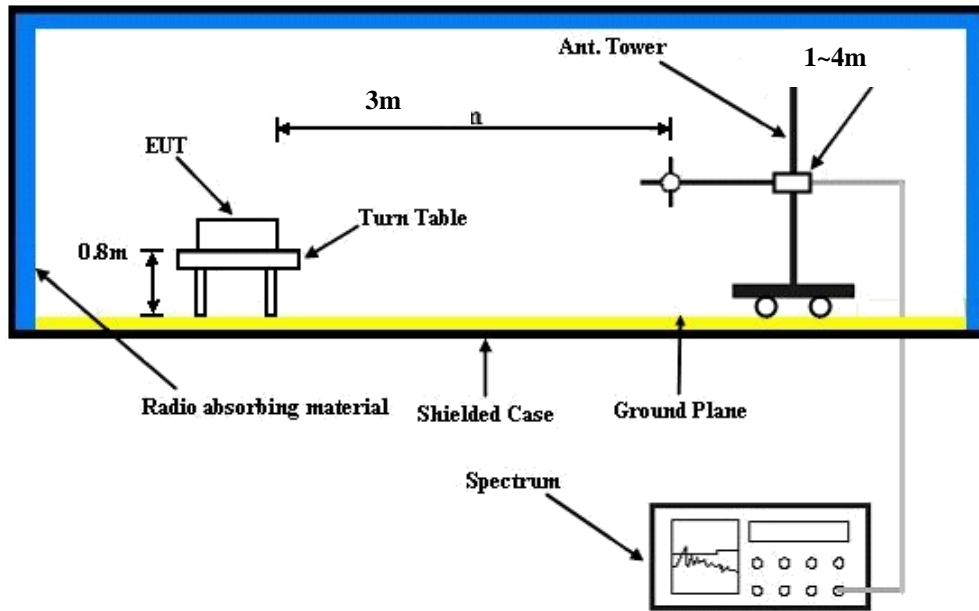 Ant. Tower
1~4m
3m
n
EUT
Turn Table
0.8m
Radio absorbing material
Shielded Case
Ground Plane
Spectrum